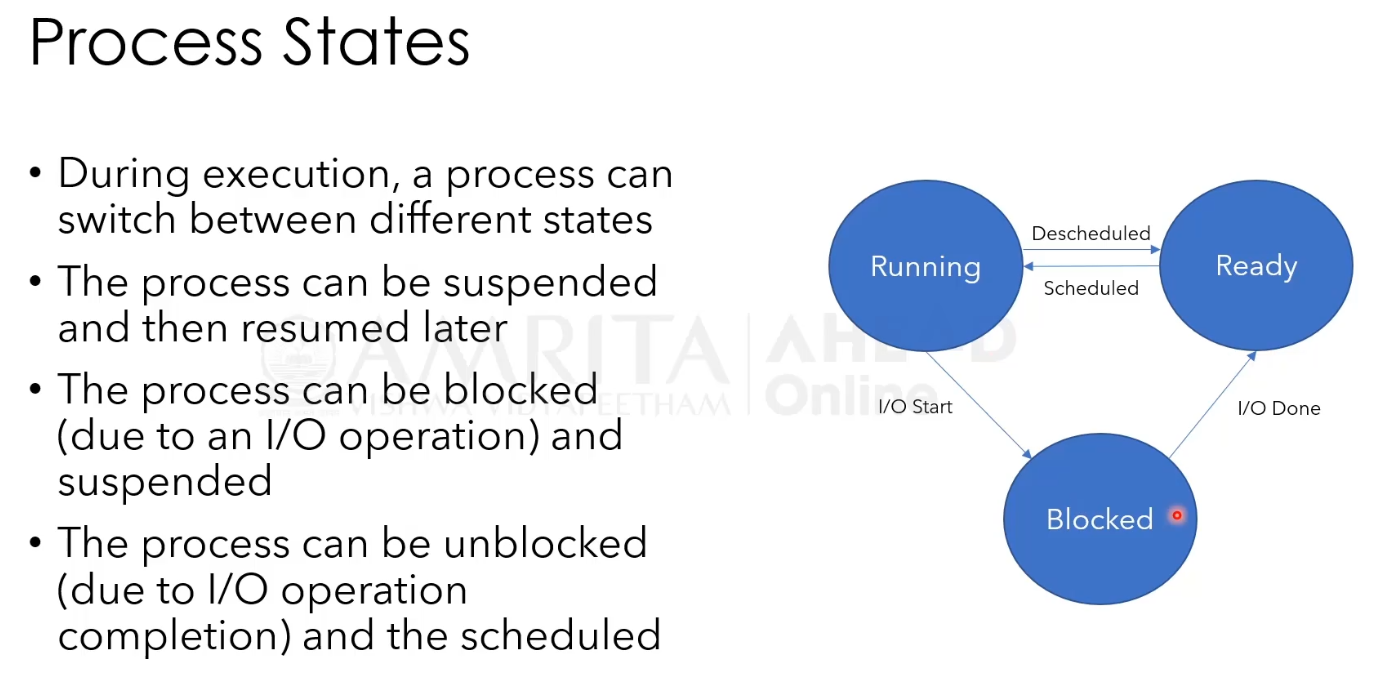 Process States
• During execution, a process can
switch between different states
• The process can be suspended
and then resumed later
• The process can be blocked
(due to an I/O operation) and
suspended
• The process can be unblocked
(due to I/O operation
completion) and the scheduled
Running
Descheduled
Scheduled
Ready
I/O Start
I/O Done
Blocked
AMRITA
VISHWA VIDYAPEETHAM
AHEAD
Online